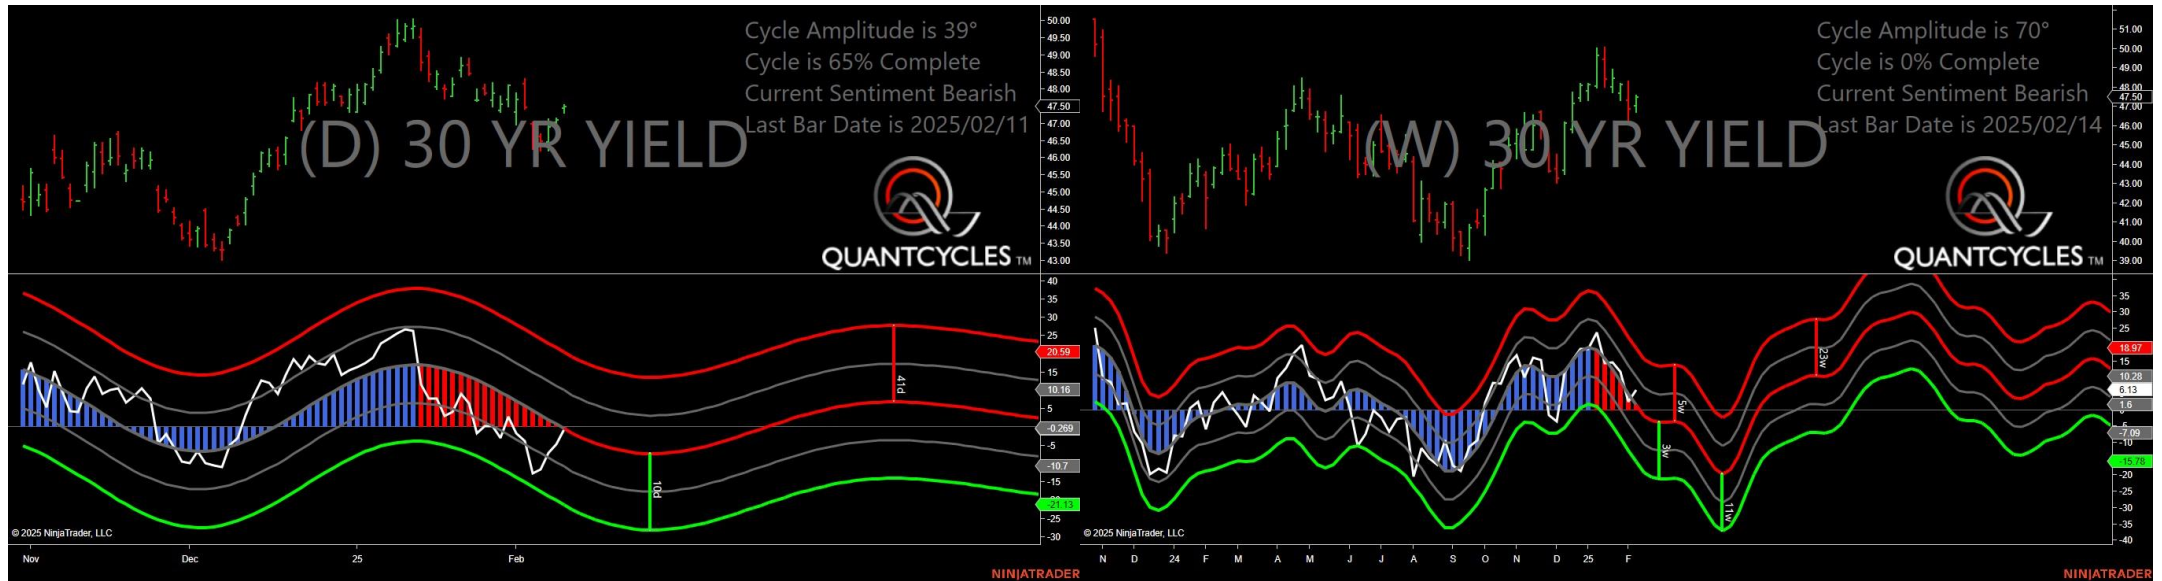 Cycle Amplitude is 39°
Cycle is 65% Complete
Current Sentiment Bearish
Last Bar Date is 2025/02/11
(D) 30 YR YIELD
QUANTCYCLES TM
50.00
49.50
49.00
48.50
48.00
47.50
47.00
46.50
46.00
45.50
45.00
44.50
44.00
43.50
43.00
40
35
30
25
20.59
15
10.16
5
-0.269
-5
-10.7
-15
-21.13
-25
-30
41d
10d
© 2025 NinjaTrader, LLC
Nov Dec 25 Feb
NINJATRADER
Cycle Amplitude is 70°
Cycle is 0% Complete
Current Sentiment Bearish
Last Bar Date is 2025/02/14
(W) 30 YR YIELD
QUANTCYCLES TM
51.00
50.00
49.00
48.00
47.50
47.00
46.00
45.00
44.00
43.00
42.00
41.00
40.00
39.00
35
30
25
18.97
15
10.28
6.13
1.6
-7.09
-10
-15.78
-20
-25
-30
-35
-40
23w
5w
3w
11w
© 2025 NinjaTrader, LLC
N D 24 F M A M J J A S O N D 25 F
NINJATRADER